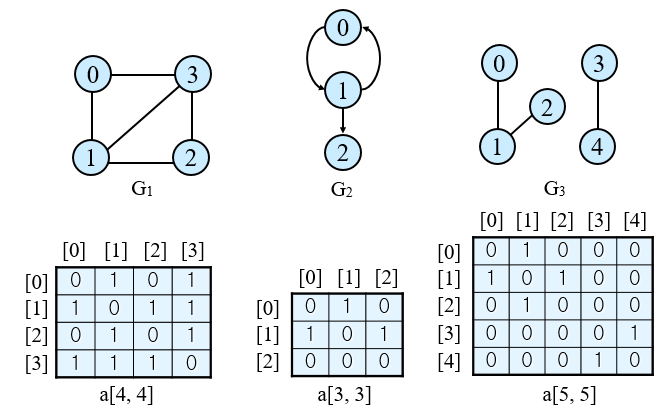 0 3
1 2
G1
0
1
2
G2
0 3
2
1 4
G3
[0] [1] [2] [3]
[0] 0 1 0 1
[1] 1 0 1 1
[2] 0 1 0 1
[3] 1 1 1 0
a[4, 4]
[0] [1] [2]
[0] 0 1 0
[1] 1 0 1
[2] 0 0 0
a[3, 3]
[0] [1] [2] [3] [4]
[0] 0 1 0 0 0
[1] 1 0 1 0 0
[2] 0 1 0 0 0
[3] 0 0 0 0 1
[4] 0 0 0 1 0
a[5, 5]